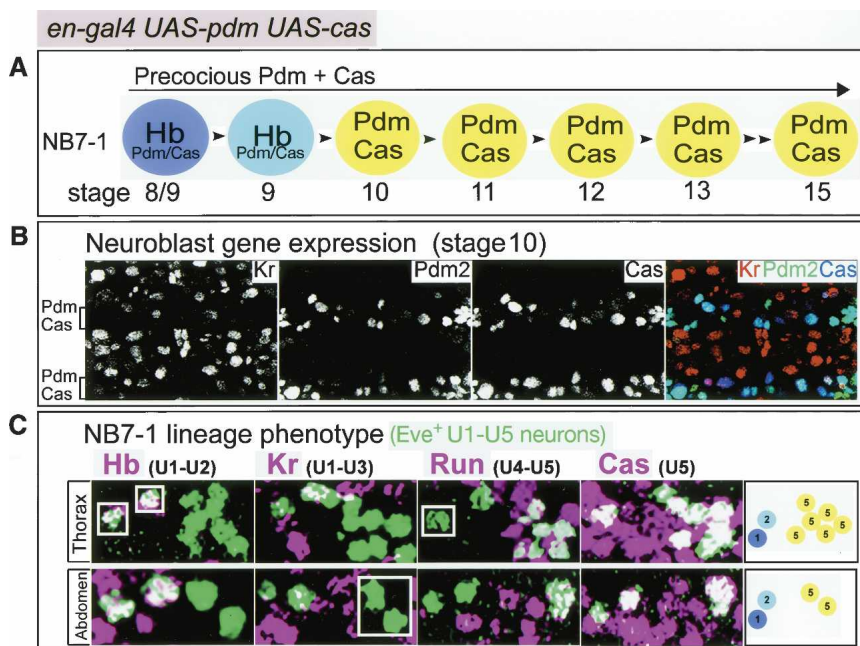 en-gal4 UAS-pdm UAS-cas
A
Precocious Pdm + Cas
NB7-1
Hb Pdm/Cas
Hb Pdm/Cas
Pdm Cas
Pdm Cas
Pdm Cas
Pdm Cas
Pdm Cas
stage 8/9 9 10 11 12 13 15
B
Neuroblast gene expression (stage10)
Kr Pdm2 Cas Kr Pdm2 Cas
Pdm
Cas
Pdm
Cas
C
NB7-1 lineage phenotype (Eve+ U1-U5 neurons)
Hb (U1-U2) Kr (U1-U3) Run (U4-U5) Cas (U5)
Thorax
1 2 5 5 5 5 5 5
Abdomen
1 2 5 5